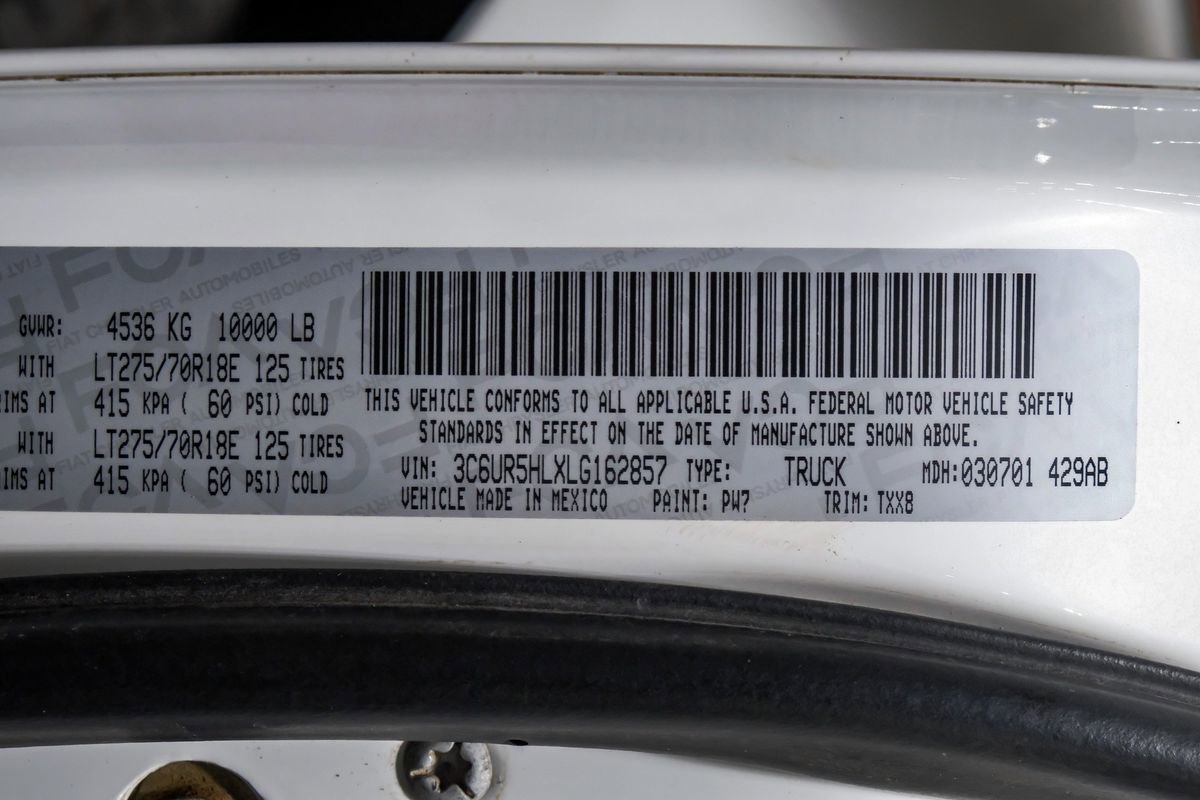 GVWR: 4536 KG 10000 LB
WITH LT275/70R18E 125 TIRES
IMS AT 415 KPA ( 60 PSI) COLD
WITH LT275/70R18E 125 TIRES
IMS AT 415 KPA ( 60 PSI) COLD
THIS VEHICLE CONFORMS TO ALL APPLICABLE U.S.A. FEDERAL MOTOR VEHICLE SAFETY
STANDARDS IN EFFECT ON THE DATE OF MANUFACTURE SHOWN ABOVE.
VIN: 3C6UR5HLXLG162857 TYPE: TRUCK MDH:030701 429AB
VEHICLE MADE IN MEXICO PAINT: PW7 TRIM: TXX8